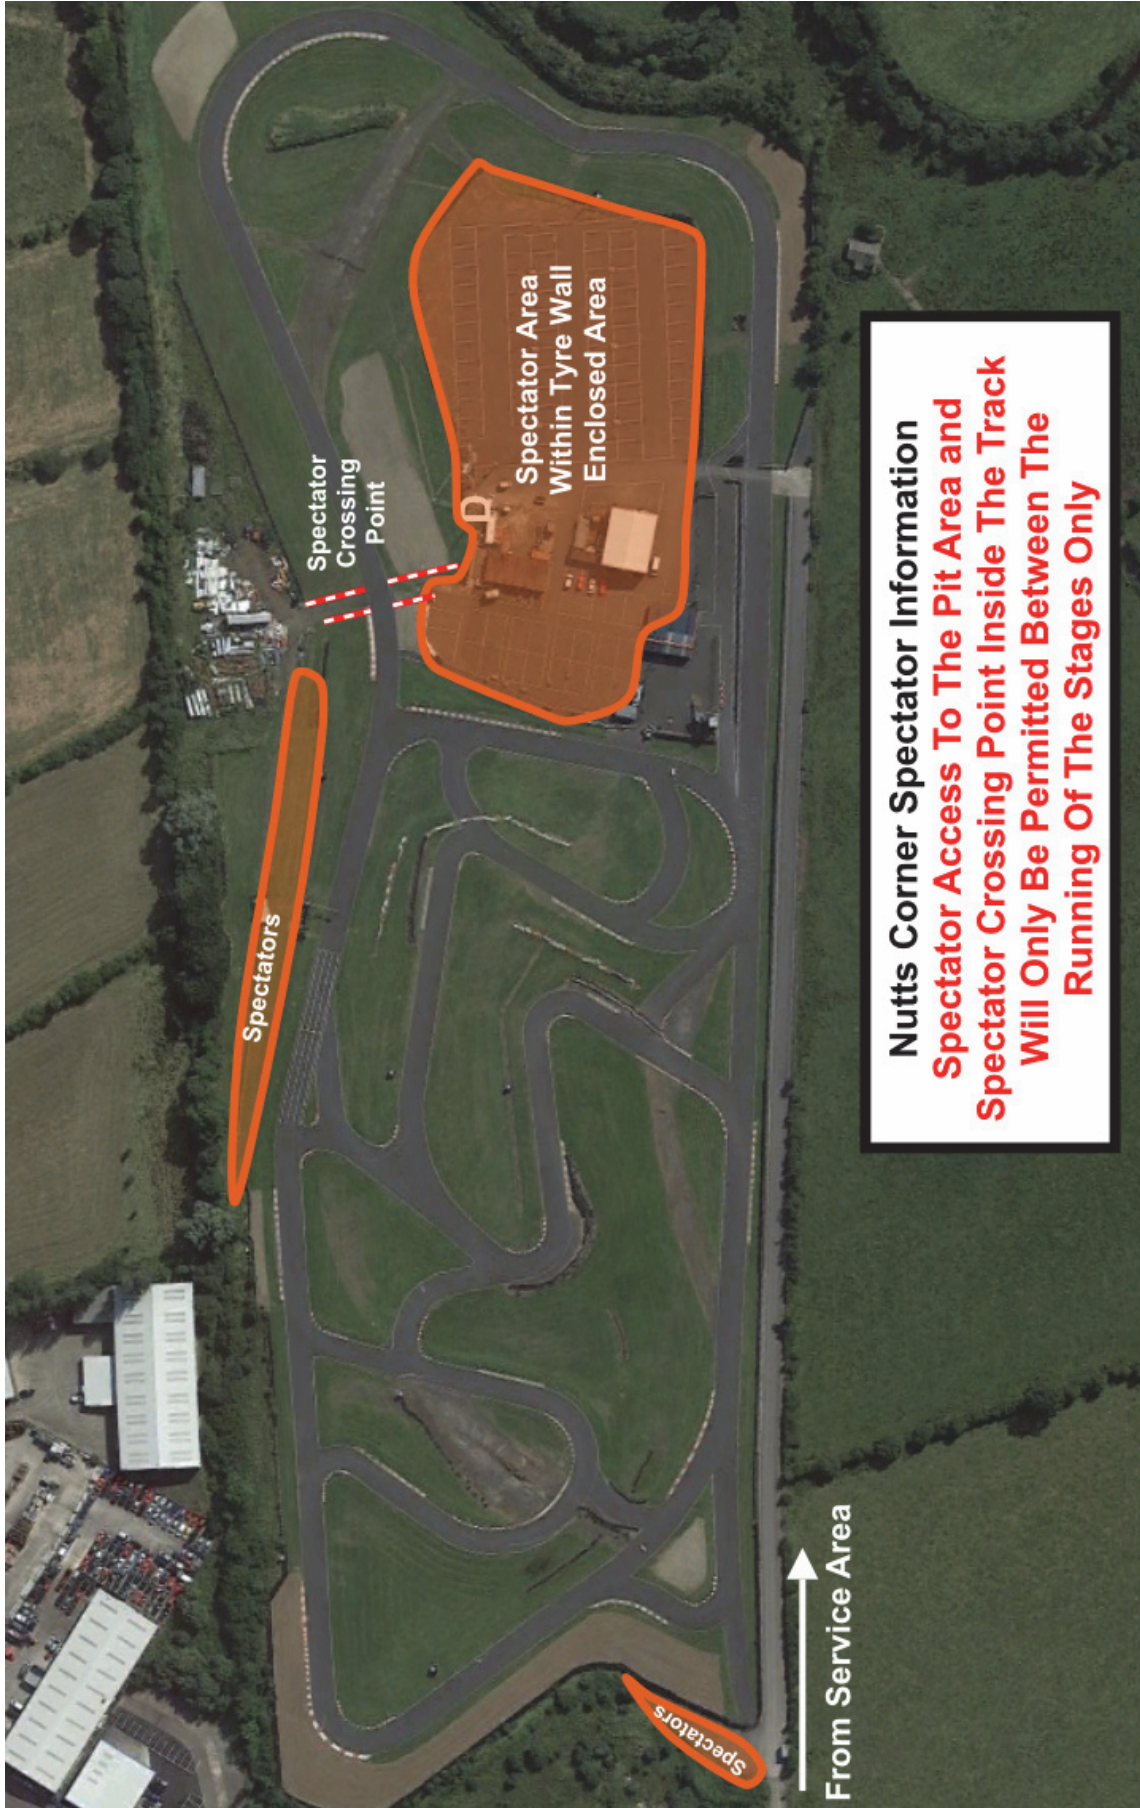 Nutts Corner Spectator Information
Spectator Access To The Pit Area and
Spectator Crossing Point Inside The Track
Will Only Be Permitted Between The
Running Of The Stages Only
Spectator
Crossing
Point
Spectator Area
Within Tyre Wall
Enclosed Area
Spectators
Spectators
From Service Area